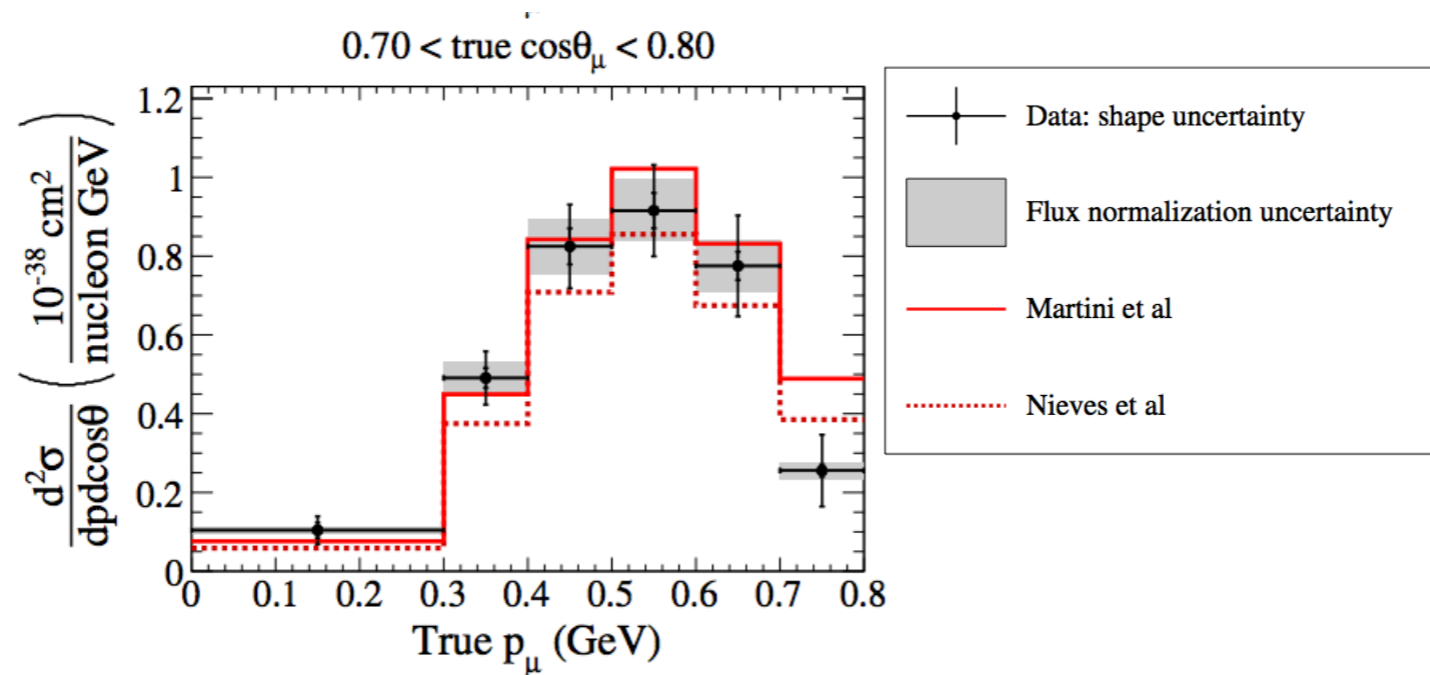 0.70 < true cosθμ < 0.80
d²σ / dpdcosθ (10⁻³⁸ cm² / nucleon GeV)
1.2
1
0.8
0.6
0.4
0.2
0
0 0.1 0.2 0.3 0.4 0.5 0.6 0.7 0.8
True pμ (GeV)
Data: shape uncertainty
Flux normalization uncertainty
Martini et al
Nieves et al